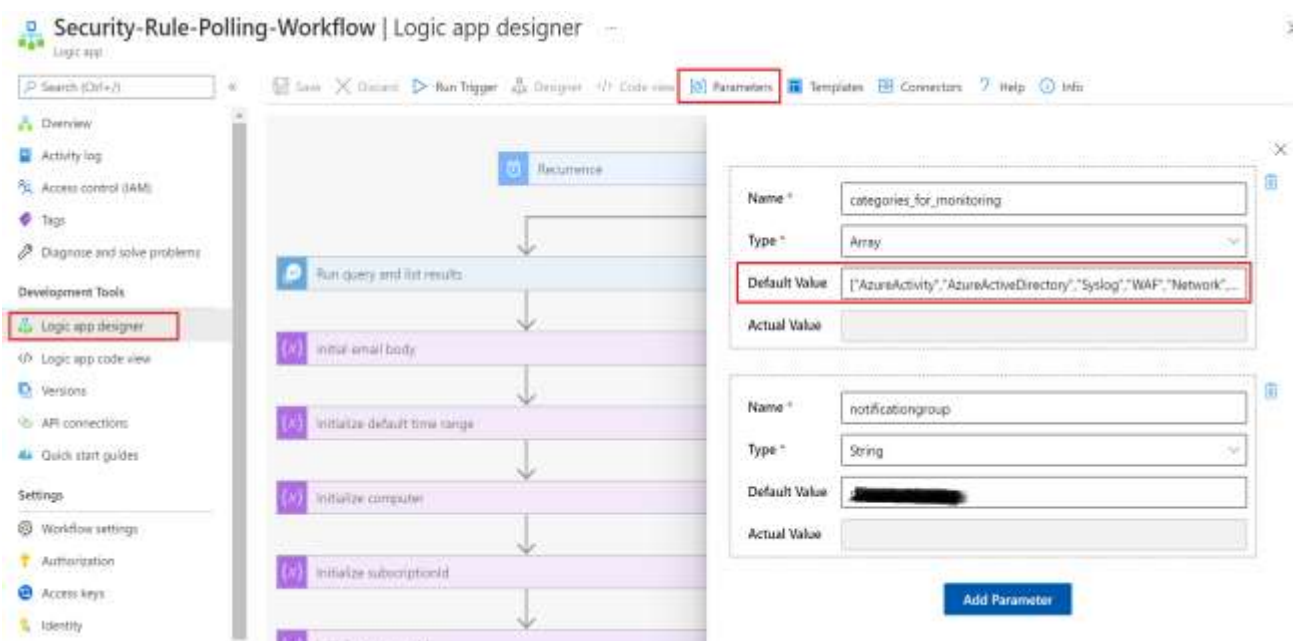 Security-Rule-Polling-Workflow | Logic app designer ...
Logic app
Search (Ctrl+/)
«
Save
Discard
Run Trigger
Designer
Code view
Parameters
Templates
Connectors
Help
Info
Overview
Activity log
Access control (IAM)
Tags
Diagnose and solve problems
Development Tools
Logic app designer
Logic app code view
Versions
API connections
Quick start guides
Settings
Workflow settings
Authorization
Access keys
Identity
Recurrence
Run query and list results
Initial email body
Initialize default time range
Initialize computer
Initialize subscriptionId
Name *
categories_for_monitoring
Type *
Array
Default Value
["AzureActivity","AzureActiveDirectory","Syslog","WAF","Network",...
Actual Value
Name *
notificationgroup
Type *
String
Default Value
Actual Value
Add Parameter